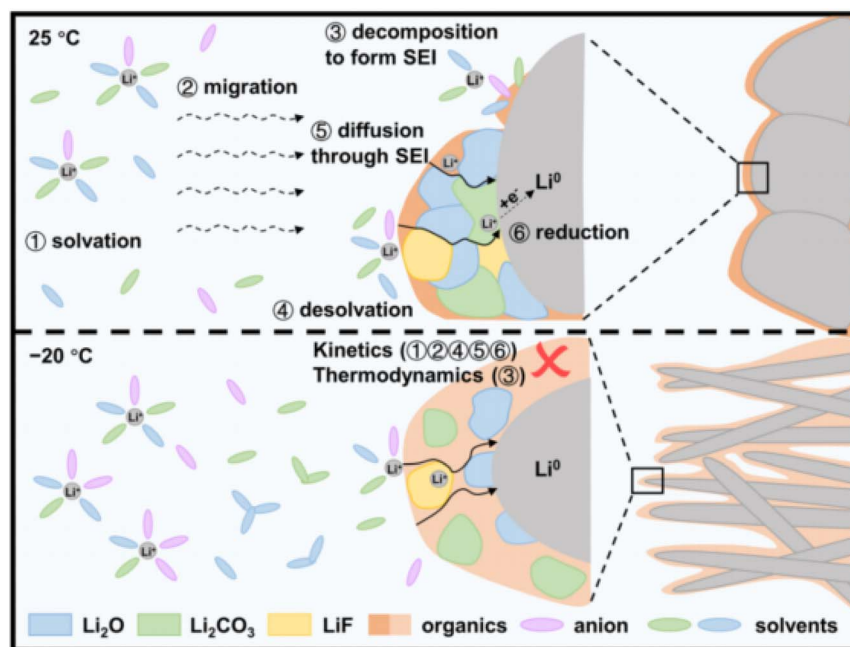 25 °C
③ decomposition
to form SEI
Li⁺
② migration
⑤ diffusion
through SEI
Li⁺
Li⁺
Li⁺
Li⁰
+e⁻
Li⁺
① solvation
⑥ reduction
Li⁺
④ desolvation
−20 °C
Kinetics (①②④⑤⑥)
Thermodynamics (③)
Li⁺
Li⁺
Li⁺
Li⁰
Li⁺
Li⁺
Li₂O Li₂CO₃ LiF organics anion solvents